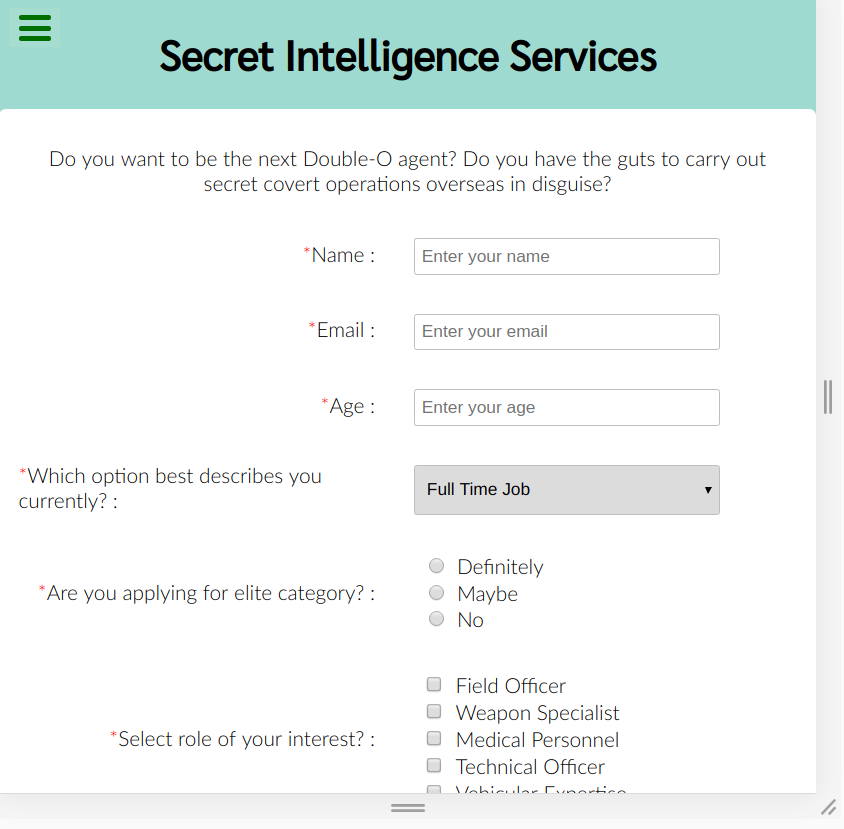 Secret Intelligence Services
Do you want to be the next Double-O agent? Do you have the guts to carry out
secret covert operations overseas in disguise?
*Name :
Enter your name
*Email :
Enter your email
*Age :
Enter your age
*Which option best describes you
currently? :
Full Time Job
*Are you applying for elite category? :
Definitely
Maybe
No
*Select role of your interest? :
Field Officer
Weapon Specialist
Medical Personnel
Technical Officer
Vehicular Expertise